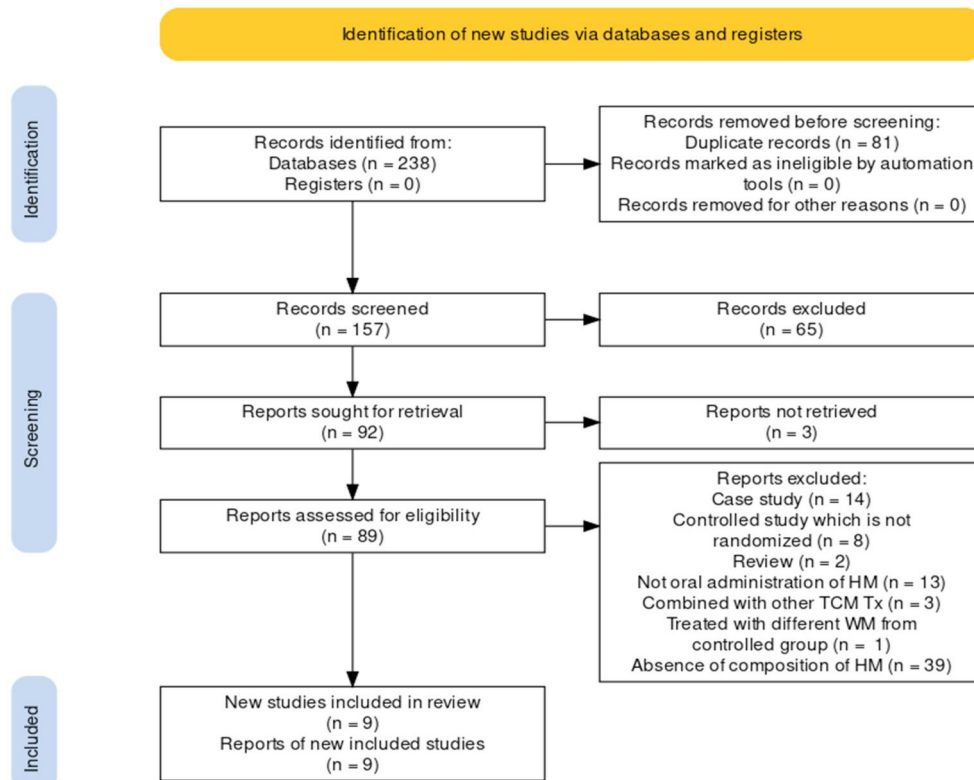 Identification of new studies via databases and registers
Identification
Records identified from:
Databases (n = 238)
Registers (n = 0)
Records removed before screening:
Duplicate records (n = 81)
Records marked as ineligible by automation
tools (n = 0)
Records removed for other reasons (n = 0)
Screening
Records screened
(n = 157)
Records excluded
(n = 65)
Reports sought for retrieval
(n = 92)
Reports not retrieved
(n = 3)
Reports assessed for eligibility
(n = 89)
Reports excluded:
Case study (n = 14)
Controlled study which is not
randomized (n = 8)
Review (n = 2)
Not oral administration of HM (n = 13)
Combined with other TCM Tx (n = 3)
Treated with different WM from
controlled group (n = 1)
Absence of composition of HM (n = 39)
Included
New studies included in review
(n = 9)
Reports of new included studies
(n = 9)